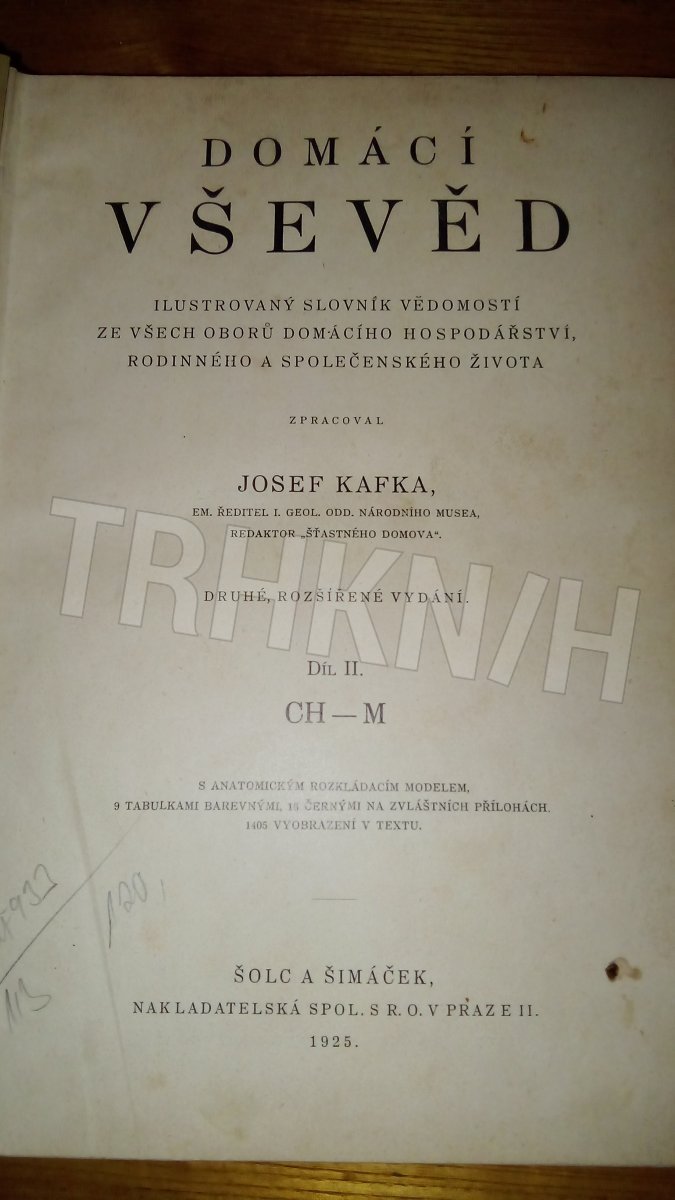 DOMÁCÍ
VŠEVĚD
ILUSTROVANÝ SLOVNÍK VĚDOMOSTÍ
ZE VŠECH OBORŮ DOMÁCÍHO HOSPODÁŘSTVÍ,
RODINNÉHO A SPOLEČENSKÉHO ŽIVOTA
ZPRACOVAL
JOSEF KAFKA,
EM. ŘEDITEL I. GEOL. ODD. NÁRODNÍHO MUSEA,
REDAKTOR „ŠŤASTNÉHO DOMOVA“.
TRHKN/H
DRUHÉ, ROZŠÍŘENÉ VYDÁNÍ.
DÍL II.
CH — M
S ANATOMICKÝM ROZKLÁDACÍM MODELEM,
9 TABULKAMI BAREVNÝMI, 16 ČERNÝMI NA ZVLÁŠTNÍCH PŘÍLOHÁCH.
1405 VYOBRAZENÍ V TEXTU.
120,
113
ŠOLC A ŠIMÁČEK,
NAKLADATELSKÁ SPOL. S R. O. V PRAZE II.
1925.